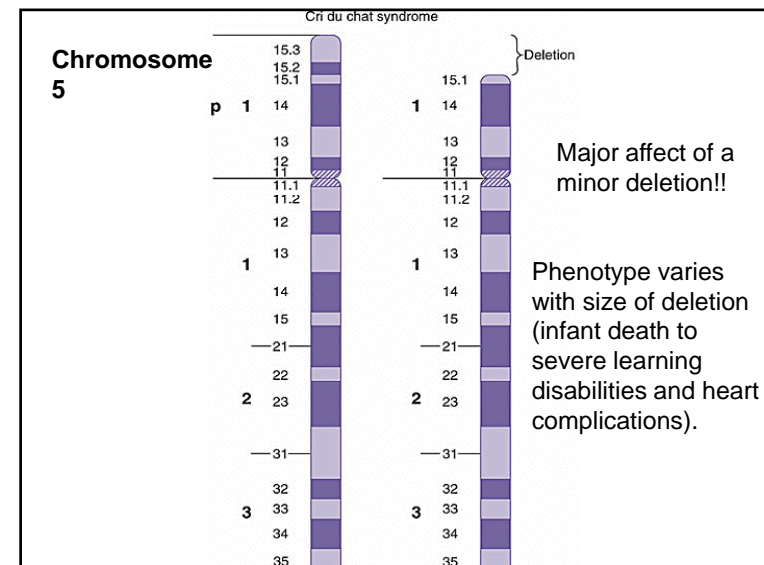 Cri du chat syndrome
Chromosome
5
Deletion
15.3
15.2
15.1 15.1
p 1 14 1 14
13 13
12 12
11 11
11.1 11.1
11.2 11.2
12 12
1 13 1 13
14 14
15 15
21 21
22 22
2 23 2 23
31 31
32 32
3 33 3 33
34 34
35 35
Major affect of a
minor deletion!!
Phenotype varies
with size of deletion
(infant death to
severe learning
disabilities and heart
complications).